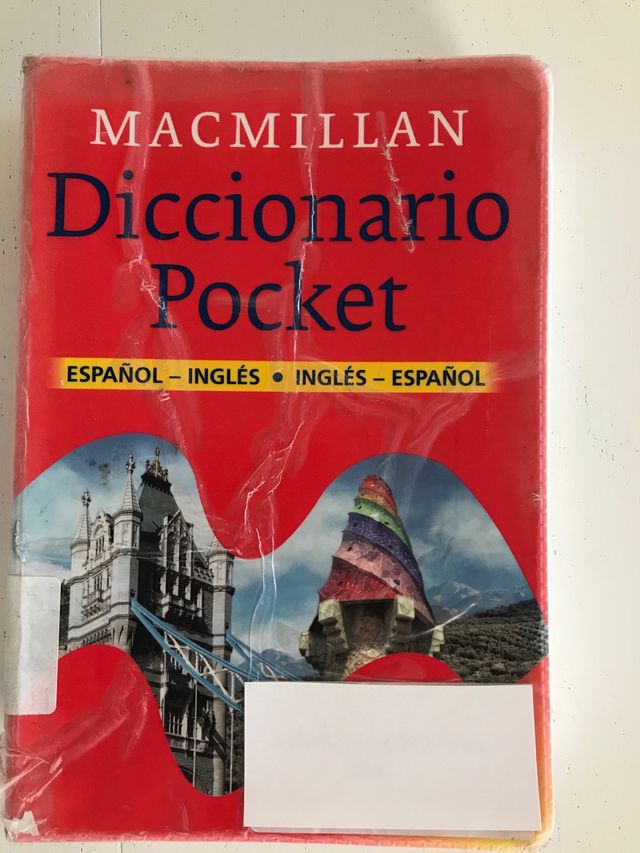 MACMILLAN
Diccionario
Pocket
ESPAÑOL – INGLÉS • INGLÉS – ESPAÑOL